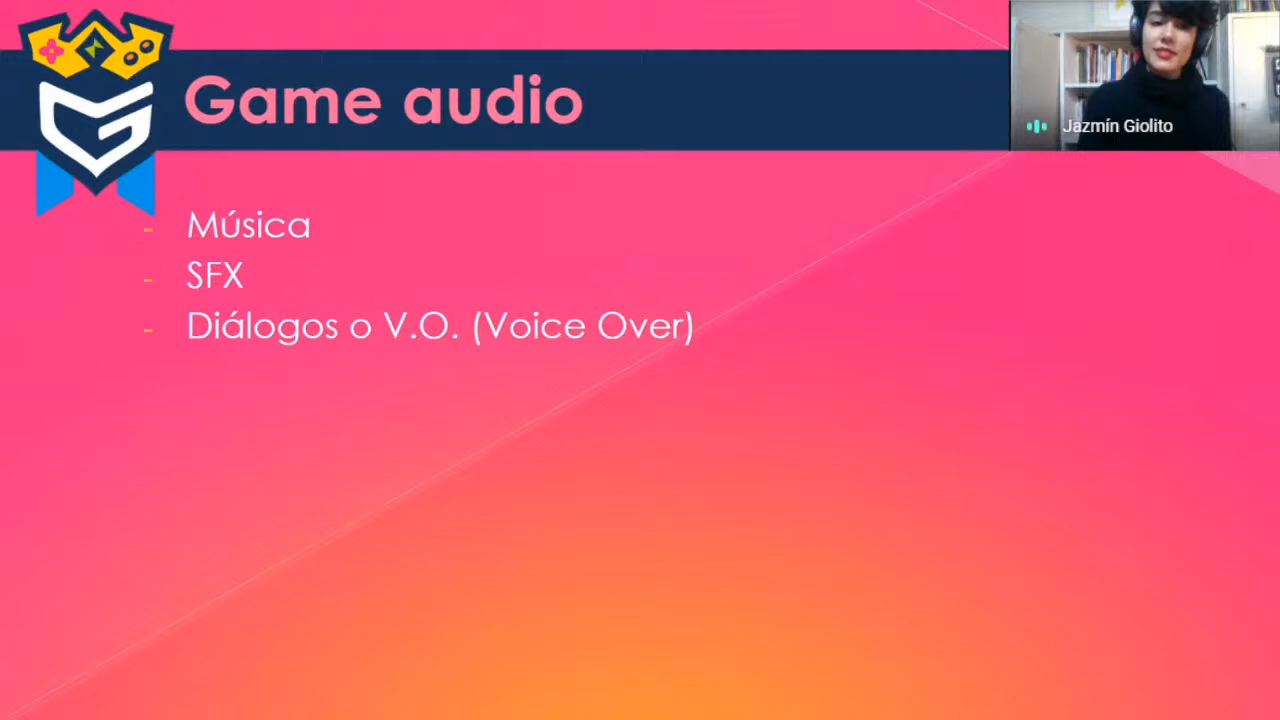 Game audio
Jazmín Giolito
- Música
- SFX
- Diálogos o V.O. (Voice Over)